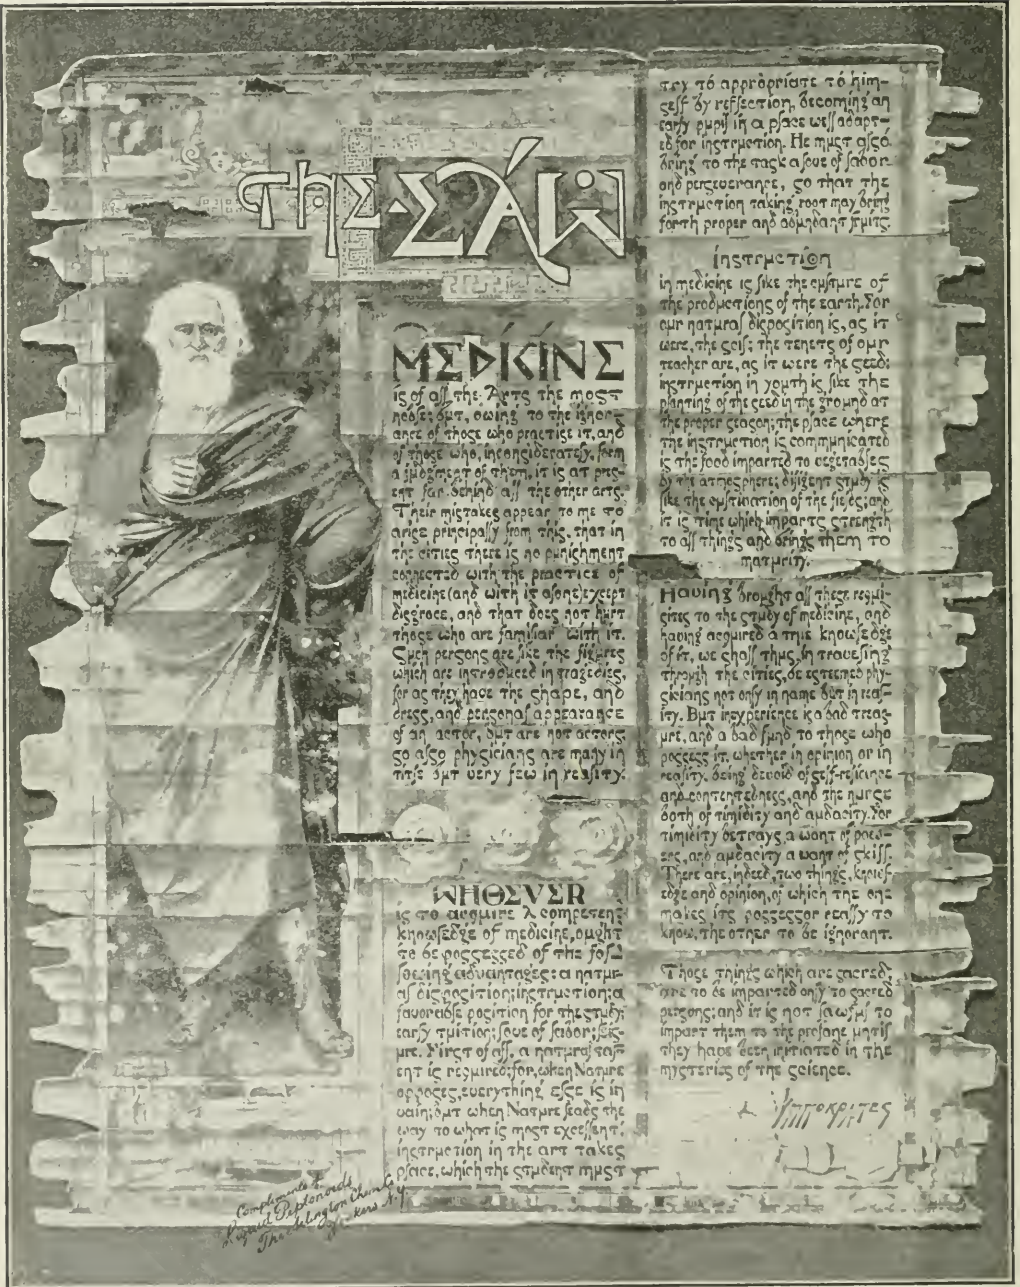 THE LAW
MEDICINE
is of all the Arts the most
noble; but, owing to the ignor-
ance of those who practise it, and
of those who, inconsiderately, form
a judgment of them, it is at pres-
ent far behind all the other arts.
Their mistakes appear to me to
arise principally from this, that in
the cities there is no punishment
connected with the practice of
medicine (and with it alone) except
disgrace, and that does not hurt
those who are familiar with it.
Such persons are like the figures
which are introduced in tragedies,
for as they have the shape, and
dress, and personal appearance
of an actor, but are not actors,
so also physicians are many in
title but very few in reality.
WHOEVER
is to acquire a competent
knowledge of medicine, ought
to be possessed of the fol-
lowing advantages: a natur-
al disposition; instruction; a
favorable position for the study;
early tuition; love of labor; leis-
ure. First of all, a natural tal-
ent is required; for, when Nature
opposes, everything else is in
vain; but when Nature leads the
way to what is most excellent,
instruction in the art takes
place, which the student must
try to appropriate to him-
self by reflection, becoming an
early pupil in a place well adapt-
ed for instruction. He must also
bring to the task a love of labor
and perseverance, so that the
instruction taking root may bring
forth proper and abundant fruits.
Instruction
in medicine is like the culture of
the productions of the earth. For
our natural disposition is, as it
were, the soil; the tenets of our
teacher are, as it were the seed;
instruction in youth is like the
planting of the seed in the ground at
the proper season; the place where
the instruction is communicated
is the food imparted to vegetables
by the atmosphere; diligent study is
like the cultivation of the fields; and
it is time which imparts strength
to all things and brings them to
maturity.
Having brought all these requi-
sites to the study of medicine, and
having acquired a true knowledge
of it, we shall thus, in travelling
through the cities, be esteemed phy-
sicians not only in name but in real-
ity. But inexperience is a bad treas-
ure, and a bad fund to those who
possess it, whether in opinion or in
reality, being devoid of self-reliance
and contentedness, and the nurse
both of timidity and audacity. For
timidity betrays a want of pow-
ers, and audacity a want of skill.
There are, indeed, two things, knowl-
edge and opinion, of which the one
makes its possessor really to
know, the other to be ignorant.
Those things which are sacred,
are to be imparted only to sacred
persons; and it is not lawful to
impart them to the profane until
they have been initiated in the
mysteries of the science.
Hippokrates
Compliments of
Liquid Peptonoids
The Arlington Chem. Co.
Yonkers N.Y.